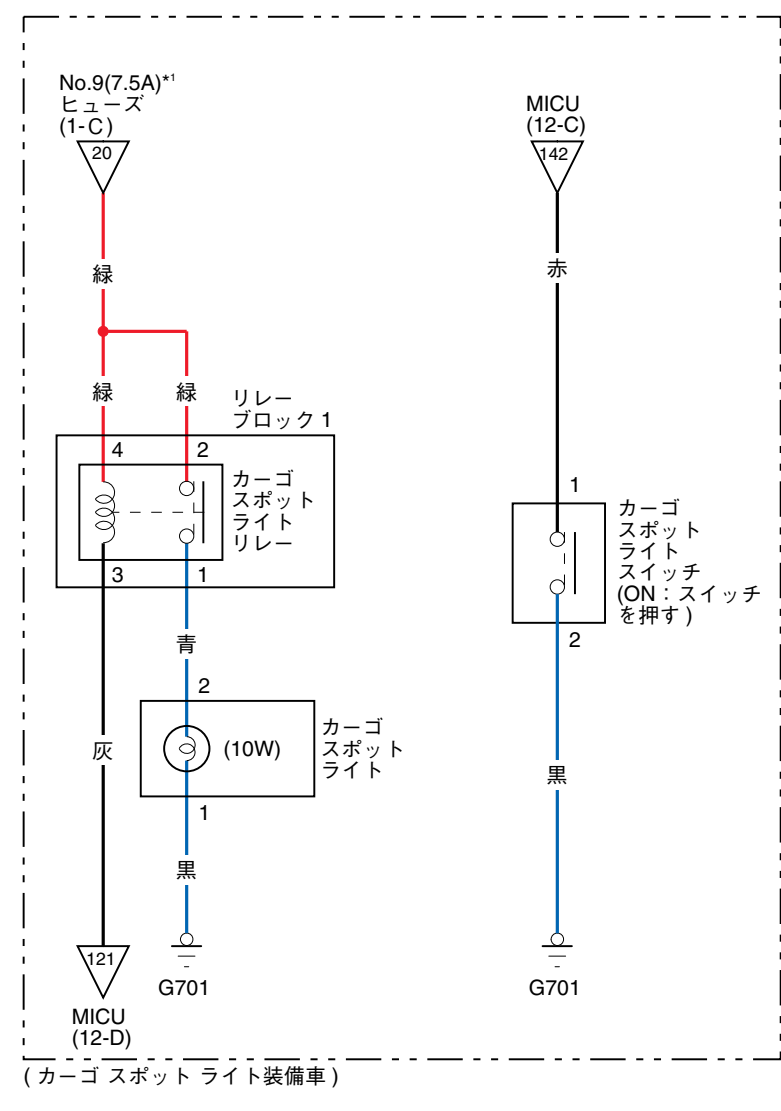 No.9(7.5A)*1
ヒューズ
(1-C)
20
MICU
(12-C)
142
緑
赤
緑
緑
リレー
ブロック 1
4
2
カーゴ
スポット
ライト
リレー
3
1
1
カーゴ
スポット
ライト
スイッチ
(ON：スイッチ
を押す)
2
青
2
(10W)
カーゴ
スポット
ライト
灰
黒
1
黒
121
G701
G701
MICU
(12-D)
( カーゴ スポット ライト装備車 )